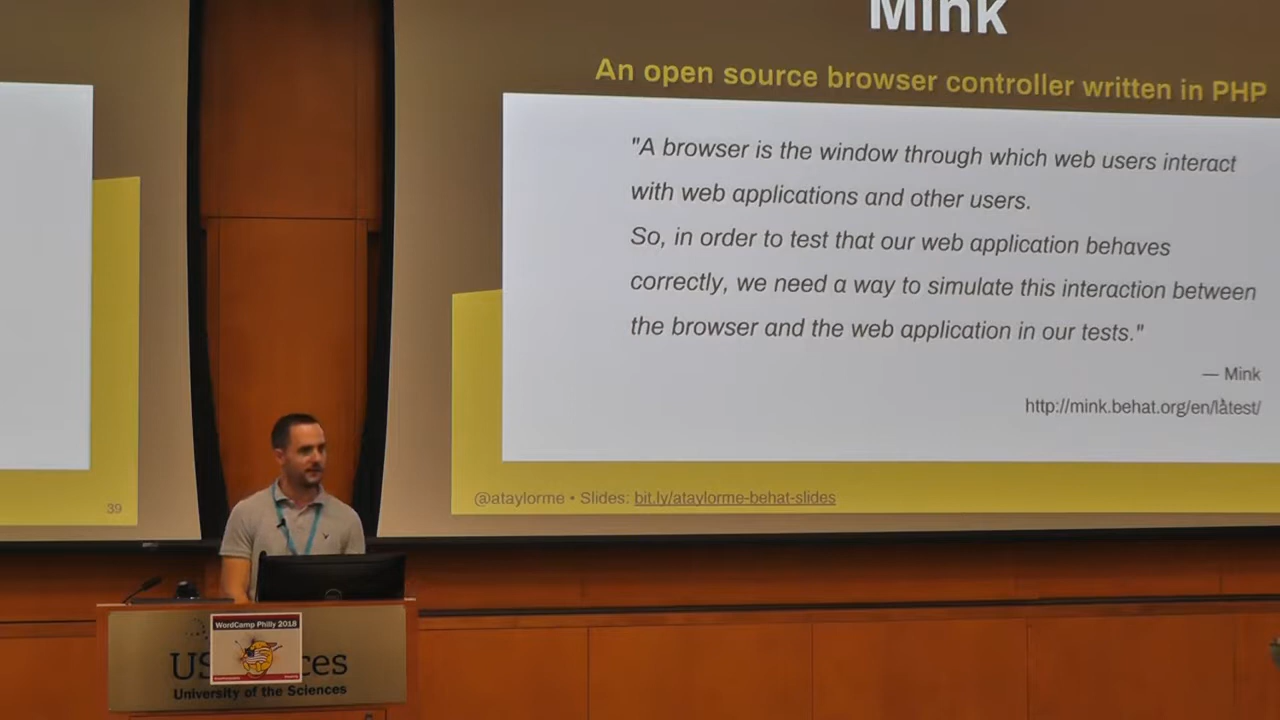 Mink
An open source browser controller written in PHP
"A browser is the window through which web users interact
with web applications and other users.
So, in order to test that our web application behaves
correctly, we need a way to simulate this interaction between
the browser and the web application in our tests."
— Mink
http://mink.behat.org/en/latest/
@ataylorme • Slides: bit.ly/ataylorme-behat-slides
39
WordCamp Philly 2018
University of the Sciences